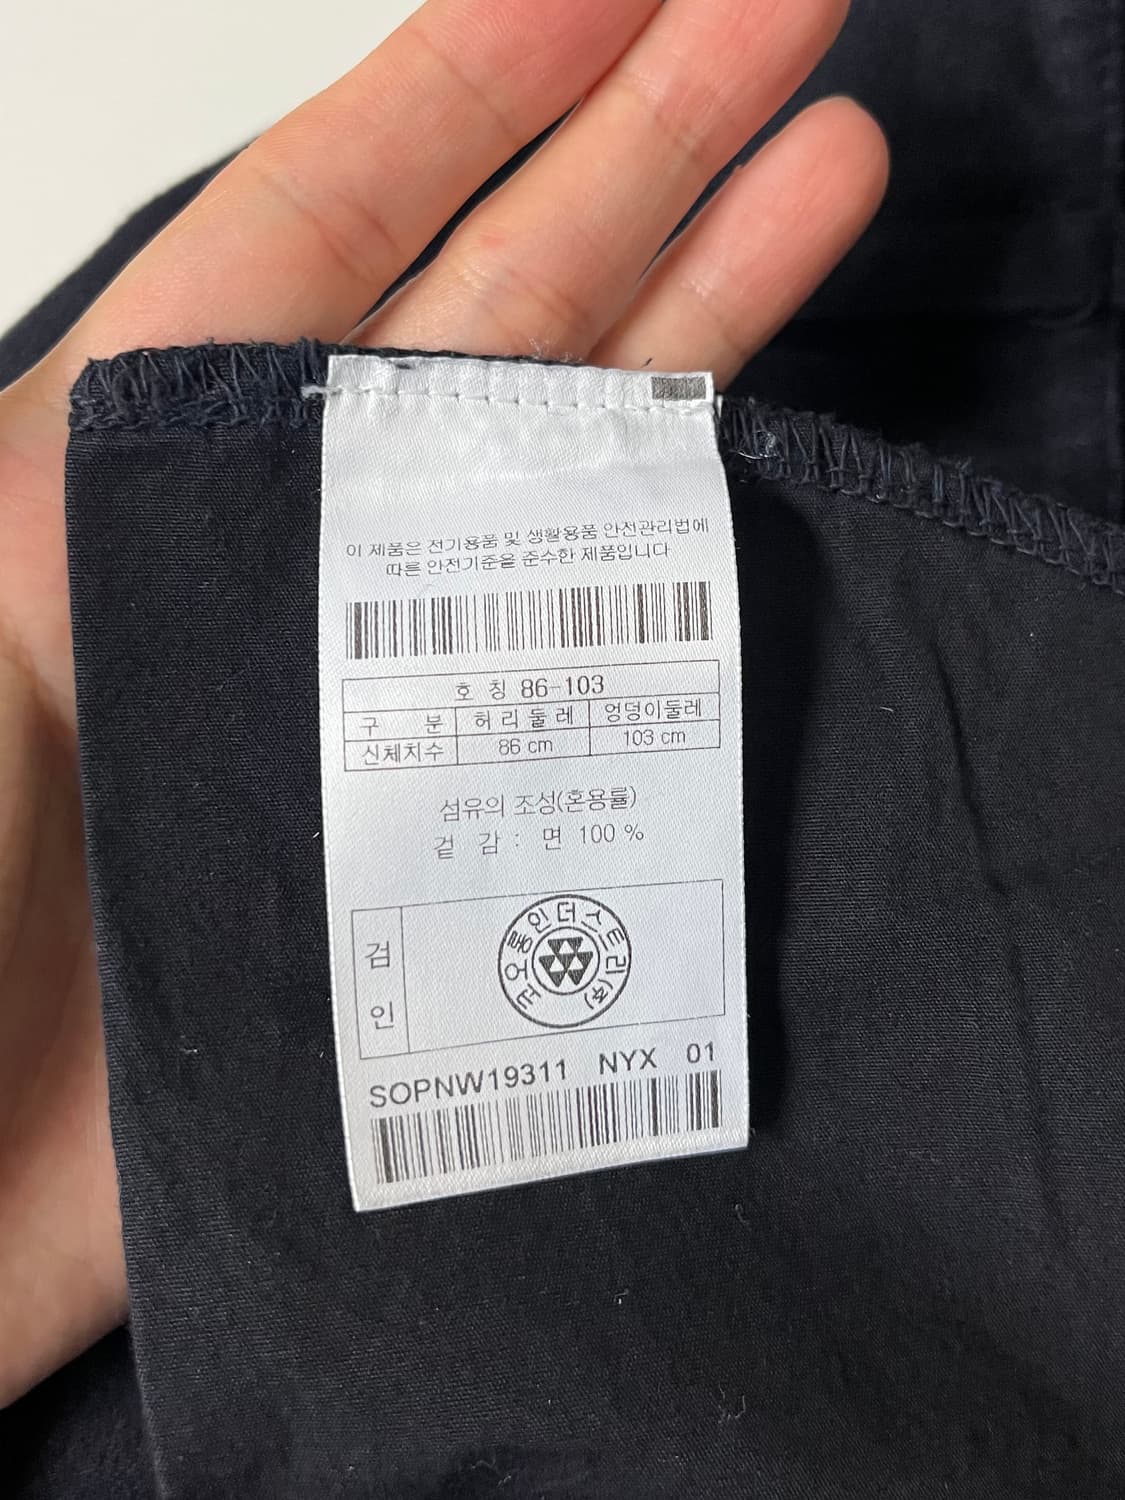 이 제품은 전기용품 및 생활용품 안전관리법에
따른 안전기준을 준수한 제품입니다
호 칭 86-103
구 분 허 리 둘 레 엉덩이둘레
신체치수 86 cm 103 cm
섬유의 조성(혼용률)
겉 감 : 면 100 %
검
인
코오롱인더스트리(주)
SOPNW19311 NYX 01